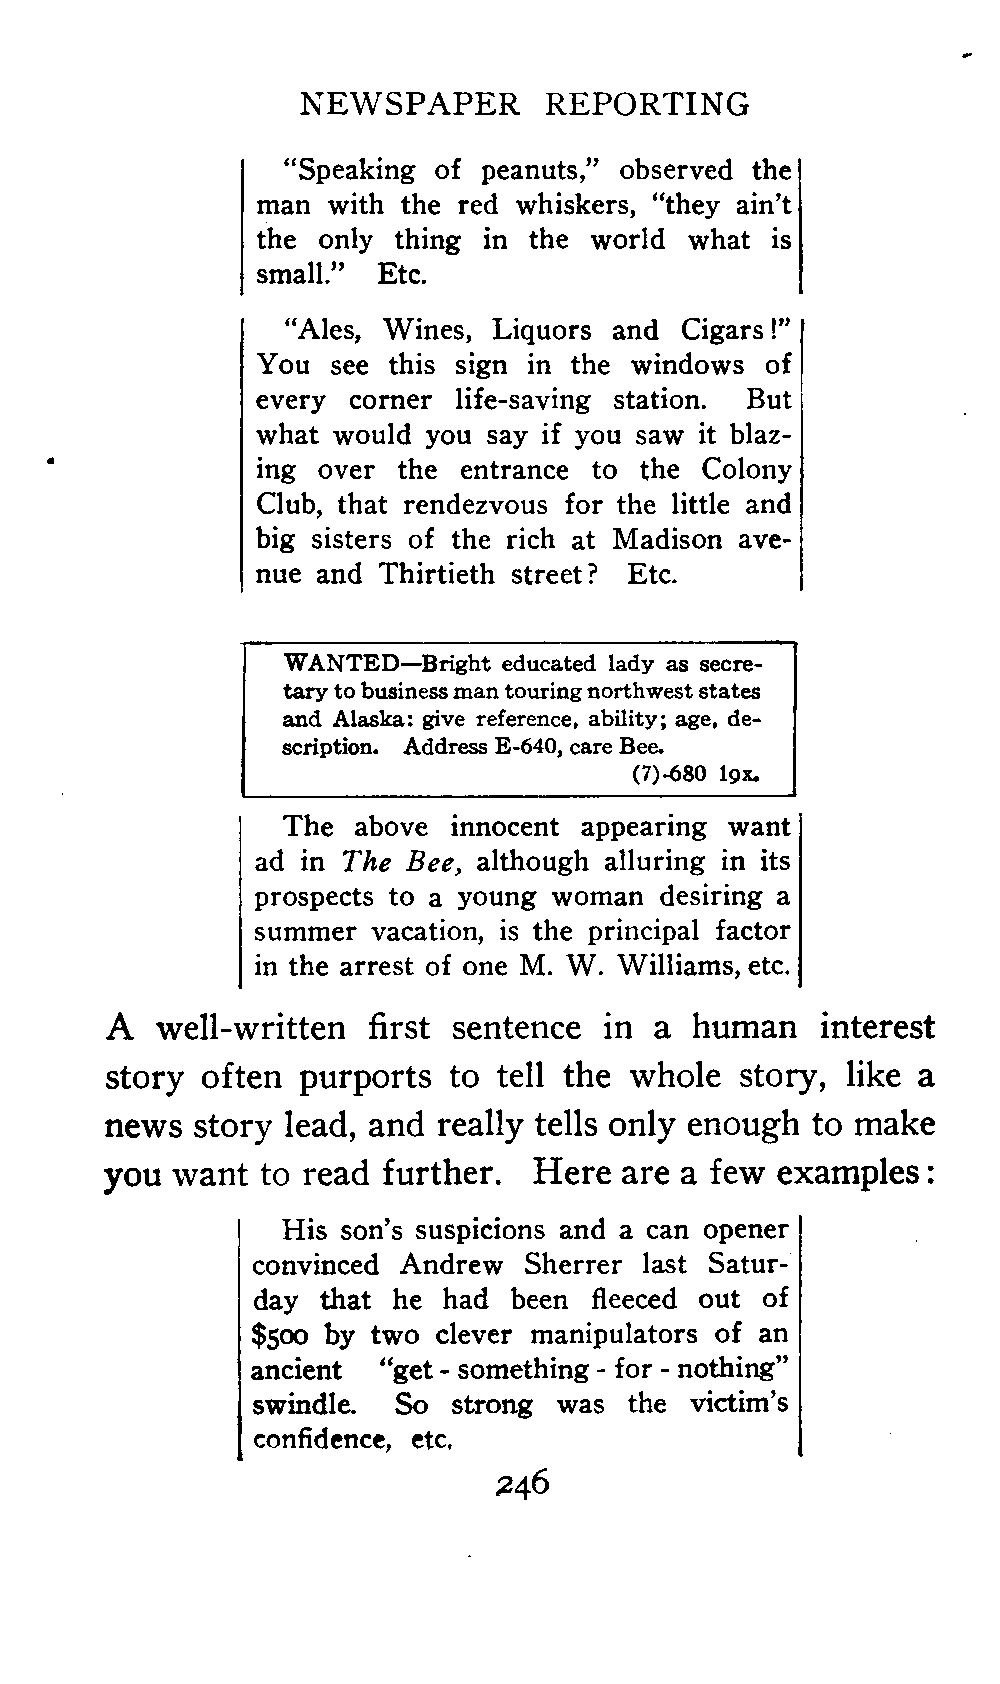 NEWSPAPER REPORTING
“Speaking of peanuts,” observed the
man with the red whiskers, “they ain't
the only thing in the world what is
small.” Etc.
“Ales, Wines, Liquors and Cigars!”
You see this sign in the windows of
every corner life-saving station. But
what would you say if you saw it blaz-
ing over the entrance to the Colony
Club, that rendezvous for the little and
big sisters of the rich at Madison ave-
nue and Thirtieth street? Etc.
WANTED—Bright educated lady as secre-
tary to business man touring northwest states
and Alaska: give reference, ability; age, de-
scription. Address E-640, care Bee.
(7)-680 19x.
The above innocent appearing want
ad in The Bee, although alluring in its
prospects to a young woman desiring a
summer vacation, is the principal factor
in the arrest of one M. W. Williams, etc.
A well-written first sentence in a human interest
story often purports to tell the whole story, like a
news story lead, and really tells only enough to make
you want to read further. Here are a few examples:
His son's suspicions and a can opener
convinced Andrew Sherrer last Satur-
day that he had been fleeced out of
$500 by two clever manipulators of an
ancient “get - something - for - nothing”
swindle. So strong was the victim's
confidence, etc.
246